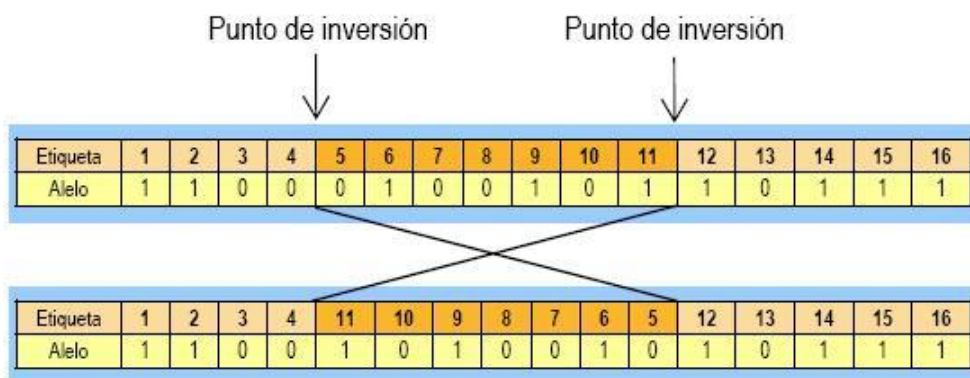 Punto de inversión Punto de inversión
Etiqueta 1 2 3 4 5 6 7 8 9 10 11 12 13 14 15 16
Alelo 1 1 0 0 0 1 0 0 1 0 1 1 0 1 1 1
Etiqueta 1 2 3 4 11 10 9 8 7 6 5 12 13 14 15 16
Alelo 1 1 0 0 1 0 1 0 0 1 0 1 0 1 1 1